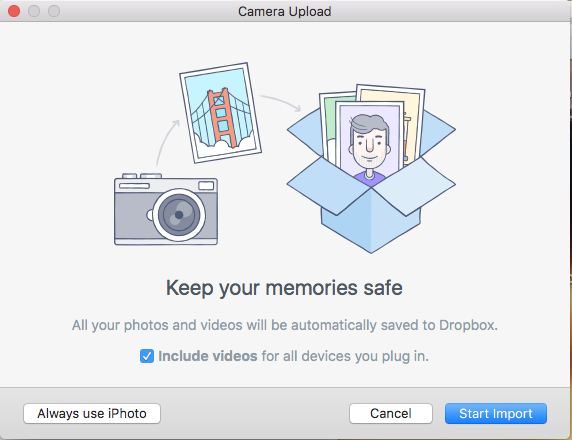 Camera Upload
Keep your memories safe
All your photos and videos will be automatically saved to Dropbox.
Include videos for all devices you plug in.
Always use iPhoto
Cancel
Start Import